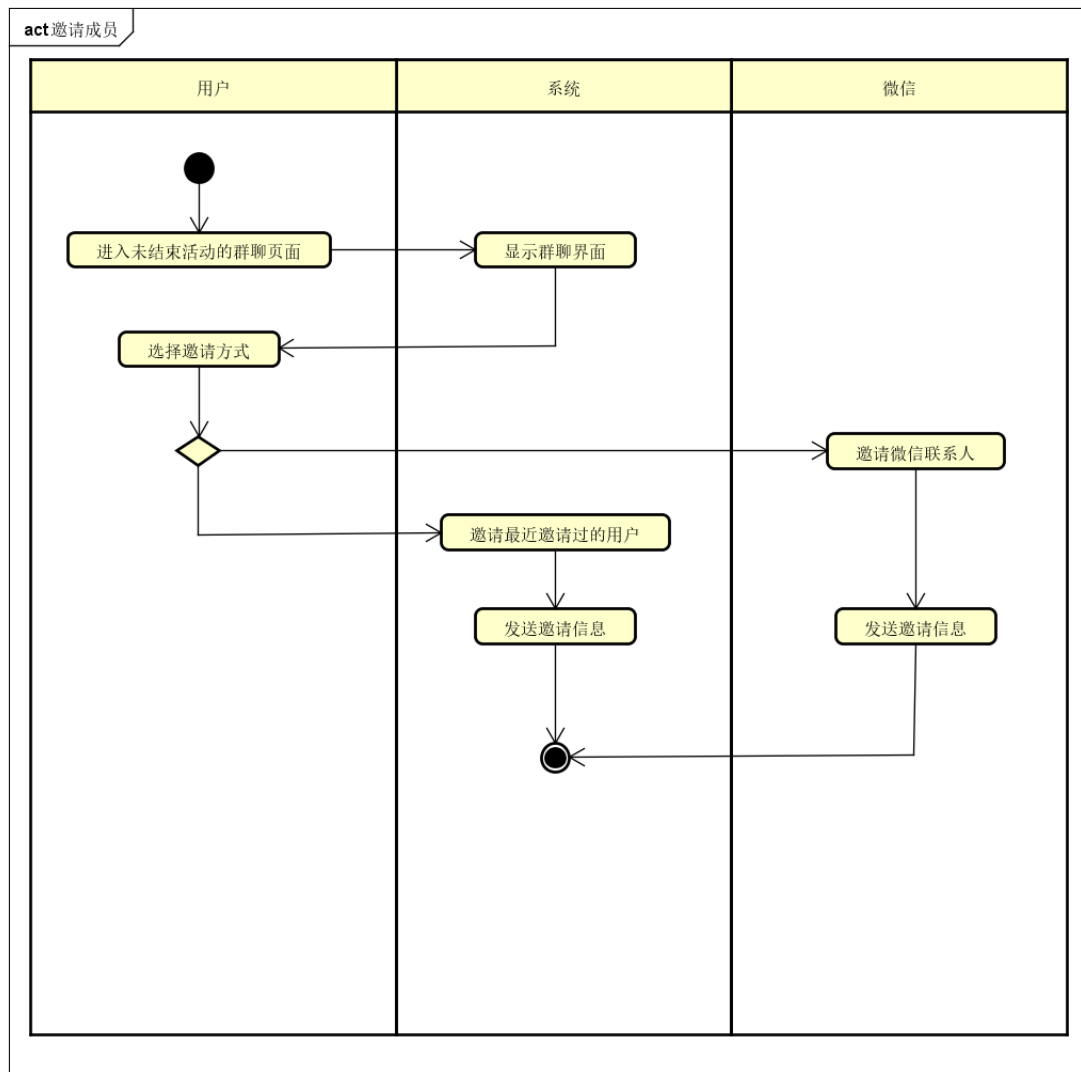 act 邀请成员
用户
系统
微信
进入未结束活动的群聊页面
显示群聊界面
选择邀请方式
邀请微信联系人
邀请最近邀请过的用户
发送邀请信息
发送邀请信息